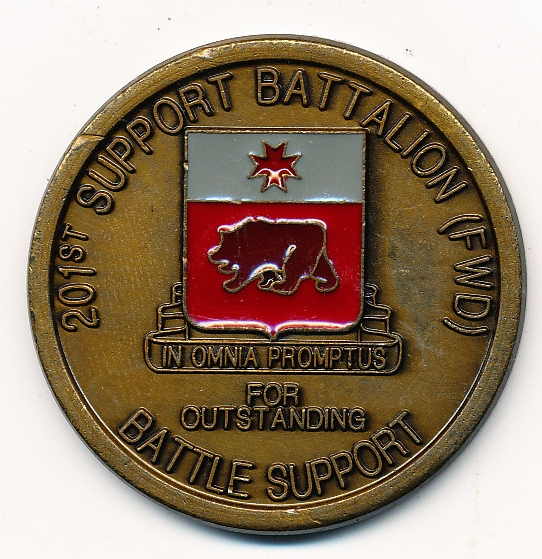 201ST SUPPORT BATTALION (FWD)
IN OMNIA PROMPTUS
FOR
OUTSTANDING
BATTLE SUPPORT